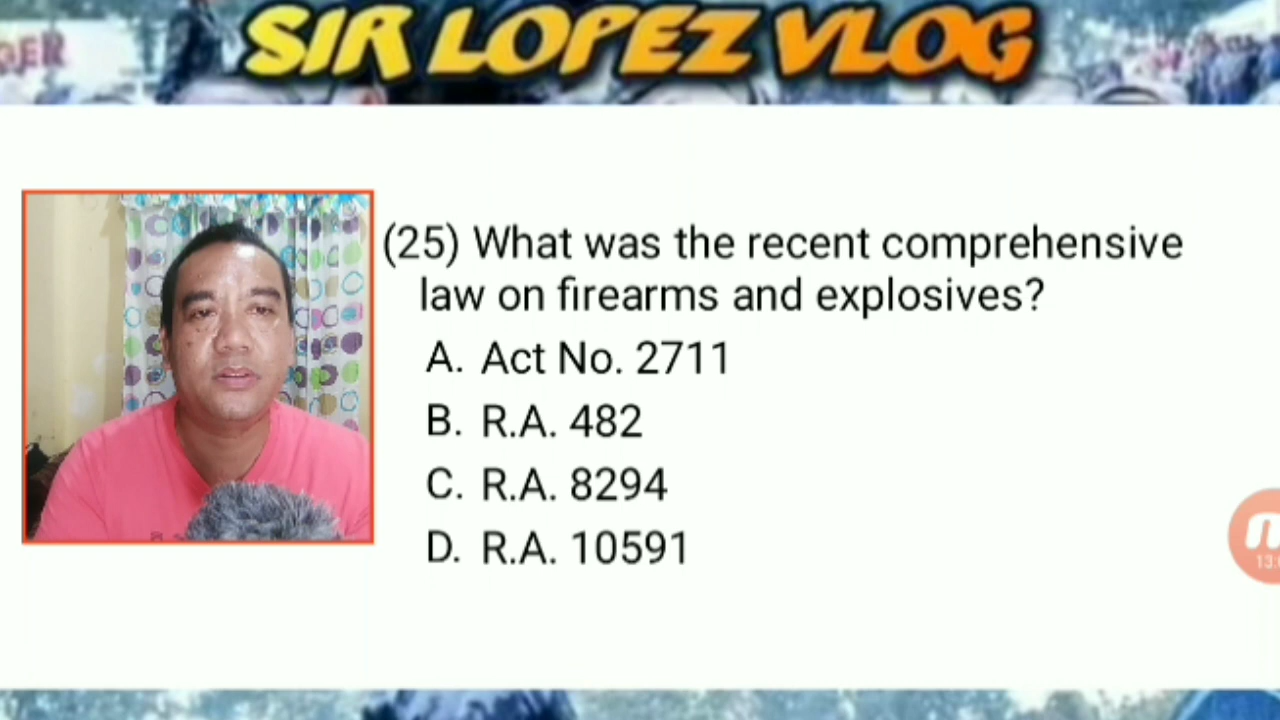 GER
SIR LOPEZ VLOG
(25) What was the recent comprehensive
law on firearms and explosives?
A. Act No. 2711
B. R.A. 482
C. R.A. 8294
D. R.A. 10591